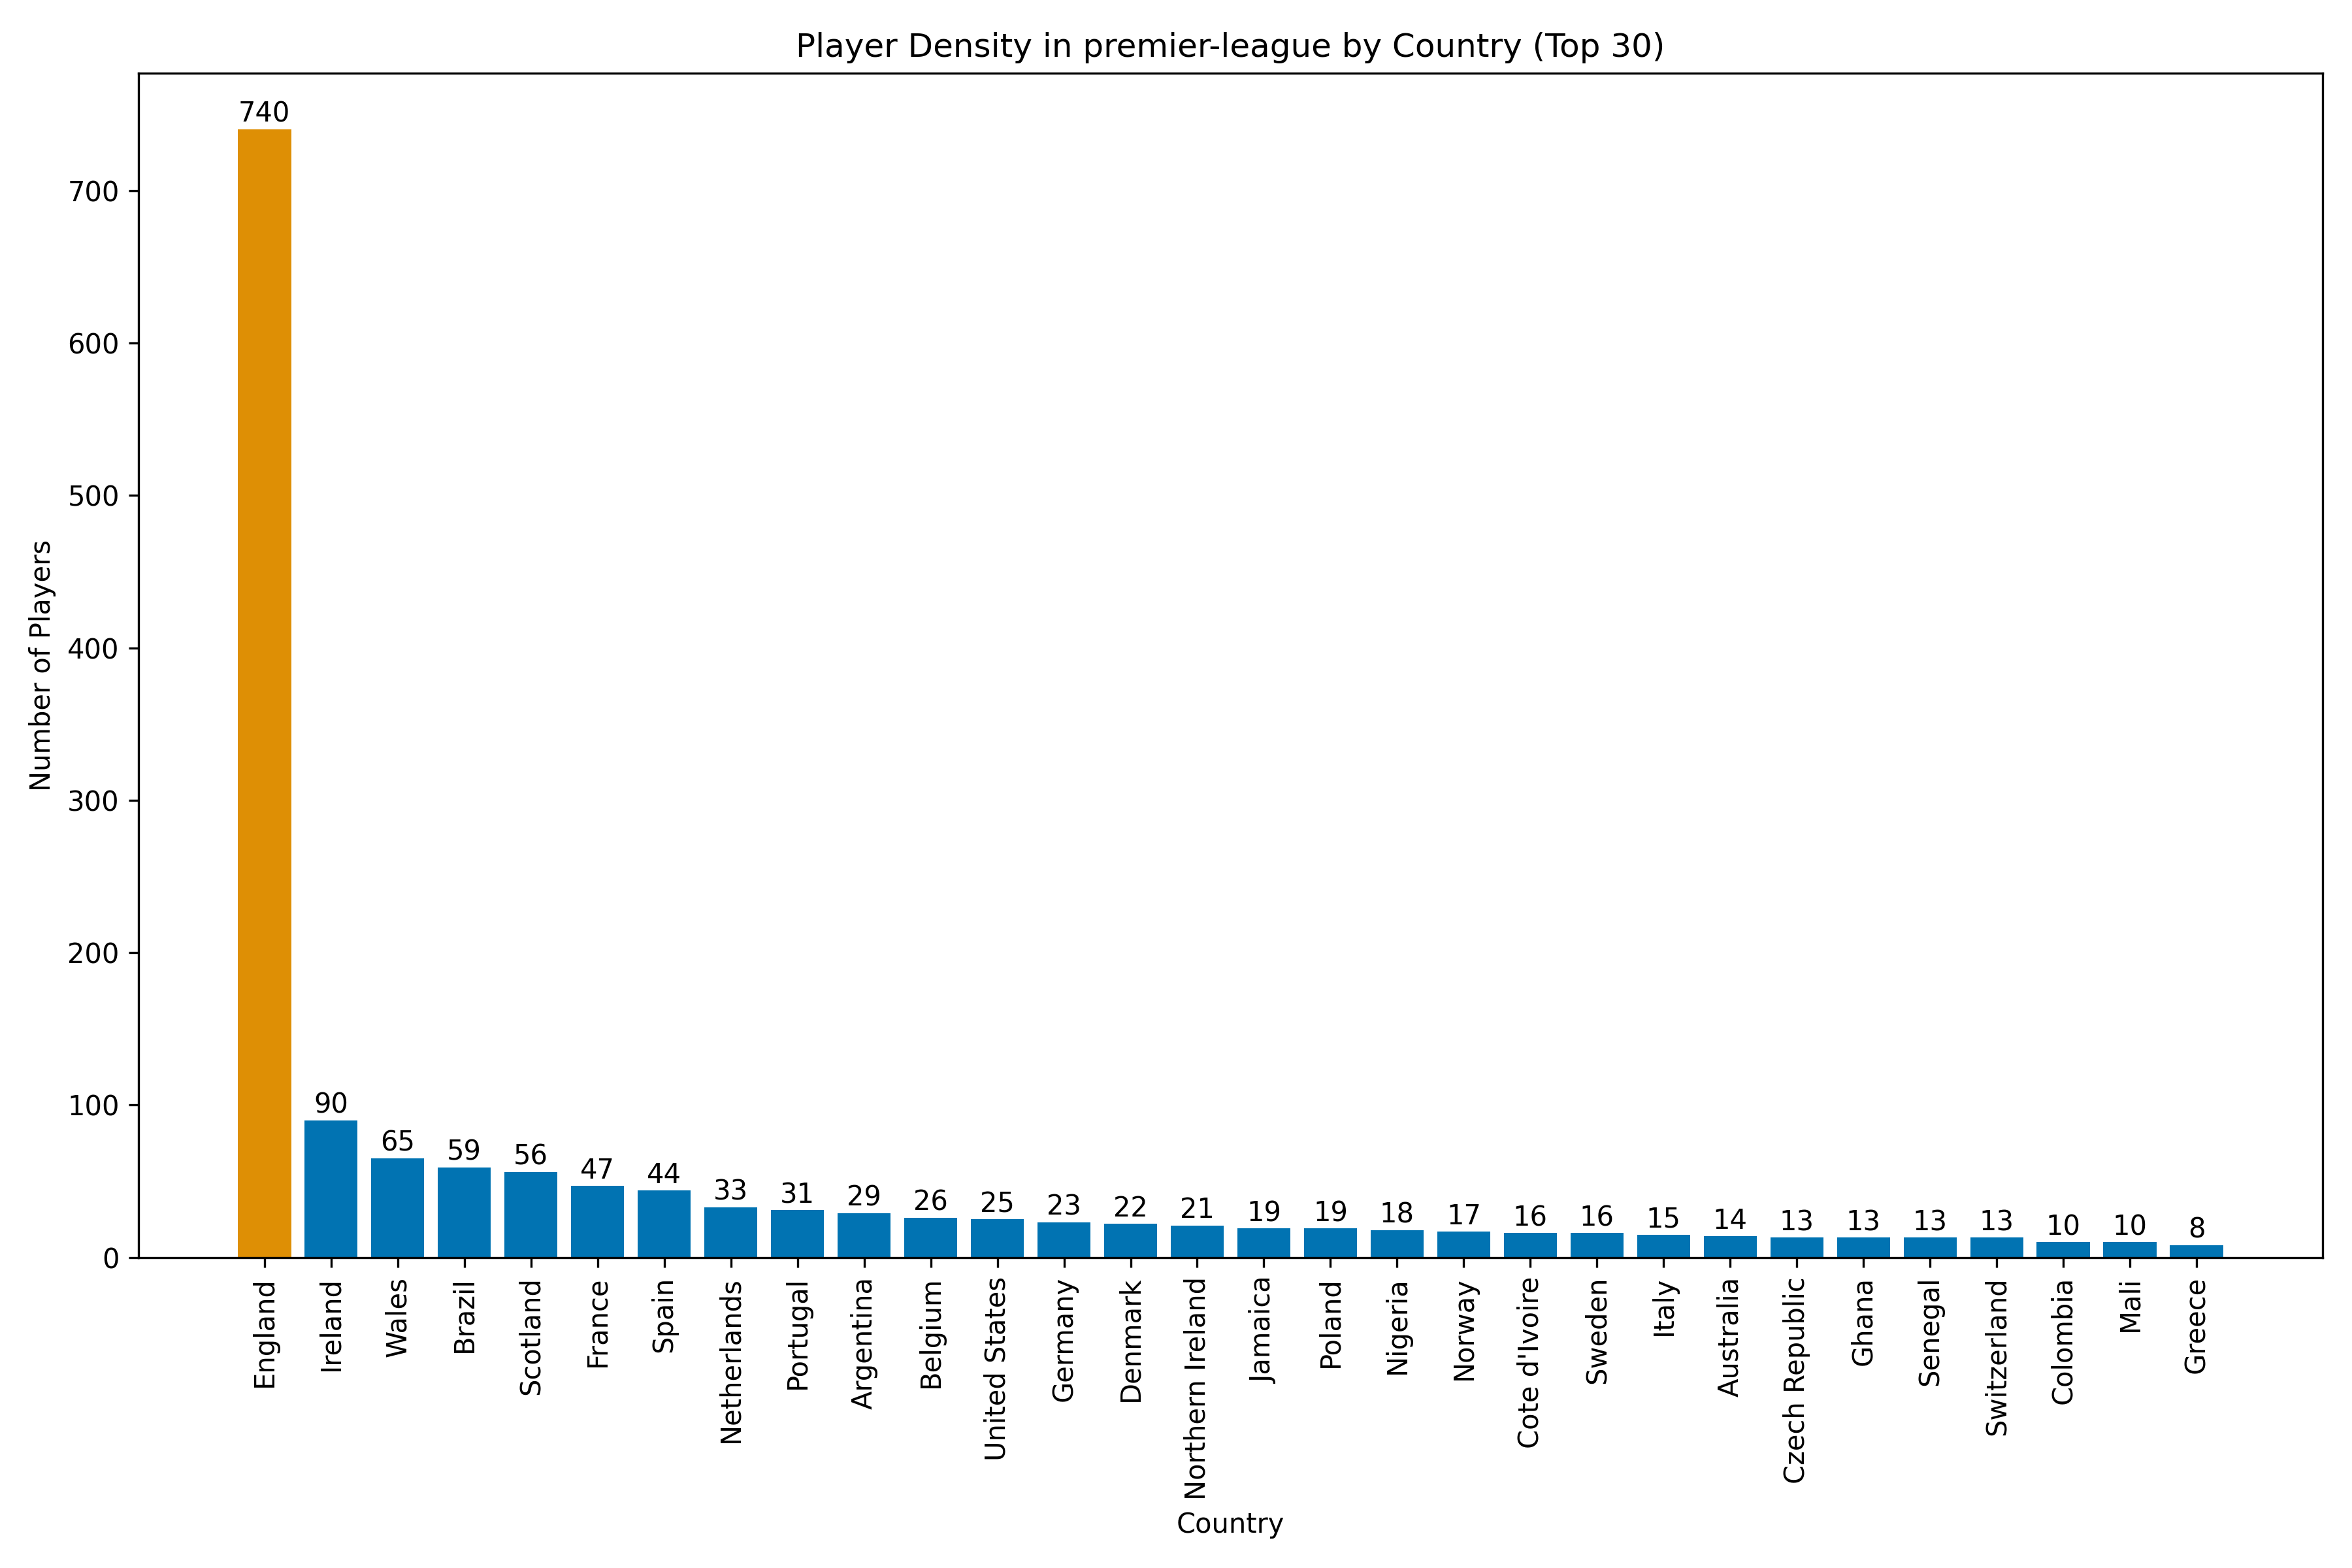 Player Density in premier-league by Country (Top 30)
740
700
600
500
400
300
200
100
0
Number of Players
90
65
59
56
47
44
33
31
29
26
25
23
22
21
19
19
18
17
16
16
15
14
13
13
13
13
10
10
8
England
Ireland
Wales
Brazil
Scotland
France
Spain
Netherlands
Portugal
Argentina
Belgium
United States
Germany
Denmark
Northern Ireland
Jamaica
Poland
Nigeria
Norway
Cote d'Ivoire
Sweden
Italy
Australia
Czech Republic
Ghana
Senegal
Switzerland
Colombia
Mali
Greece
Country